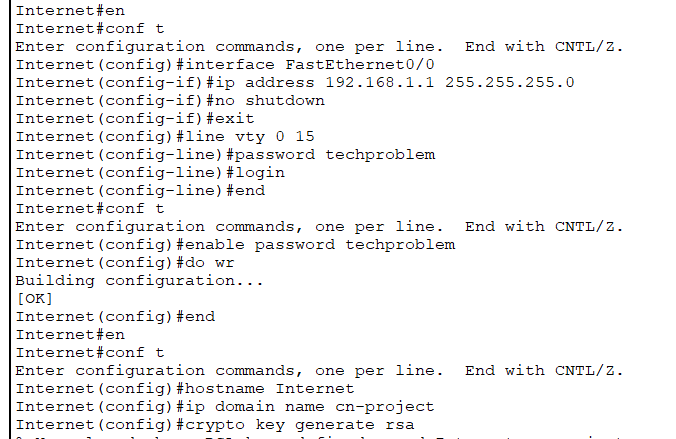 Internet#en
Internet#conf t
Enter configuration commands, one per line.  End with CNTL/Z.
Internet(config)#interface FastEthernet0/0
Internet(config-if)#ip address 192.168.1.1 255.255.255.0
Internet(config-if)#no shutdown
Internet(config-if)#exit
Internet(config)#line vty 0 15
Internet(config-line)#password techproblem
Internet(config-line)#login
Internet(config-line)#end
Internet#conf t
Enter configuration commands, one per line.  End with CNTL/Z.
Internet(config)#enable password techproblem
Internet(config)#do wr
Building configuration...
[OK]
Internet(config)#end
Internet#en
Internet#conf t
Enter configuration commands, one per line.  End with CNTL/Z.
Internet(config)#hostname Internet
Internet(config)#ip domain name cn-project
Internet(config)#crypto key generate rsa